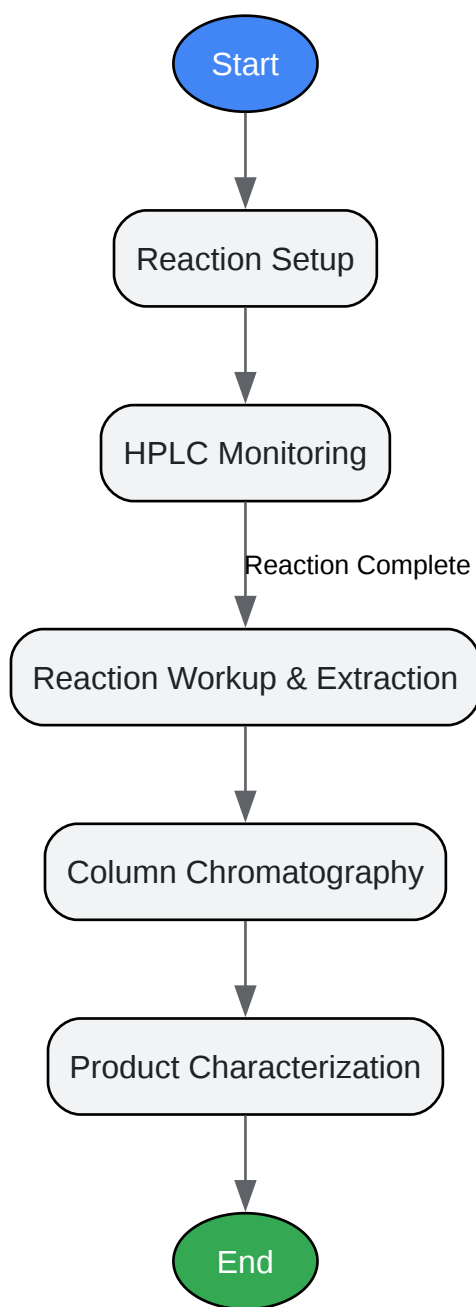 Start
Reaction Setup
HPLC Monitoring
Reaction Complete
Reaction Workup & Extraction
Column Chromatography
Product Characterization
End